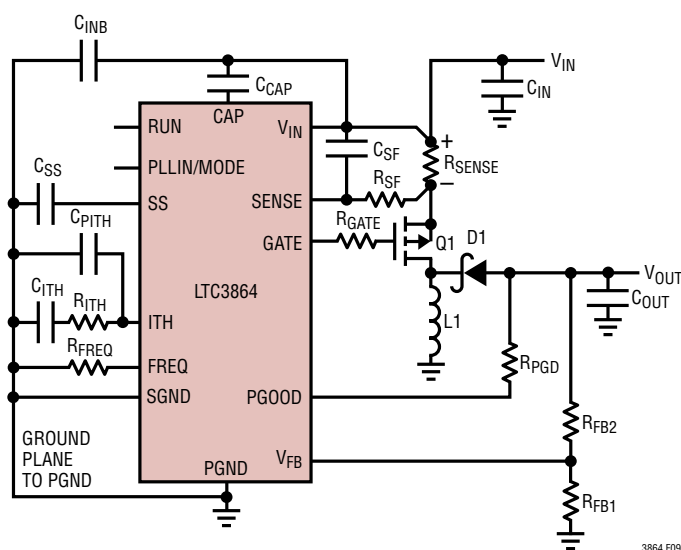 CINB
VIN
CCAP
CIN
CAP
RUN
VIN
+
CSF
RSENSE
PLLIN/MODE
RSF
–
CSS
SENSE
SS
RGATE
CPITH
Q1
D1
GATE
VOUT
LTC3864
COUT
CITH
RITH
L1
ITH
RFREQ
RPGD
FREQ
SGND
PGOOD
RFB2
GROUND
PLANE
TO PGND
VFB
PGND
RFB1
3864 F09